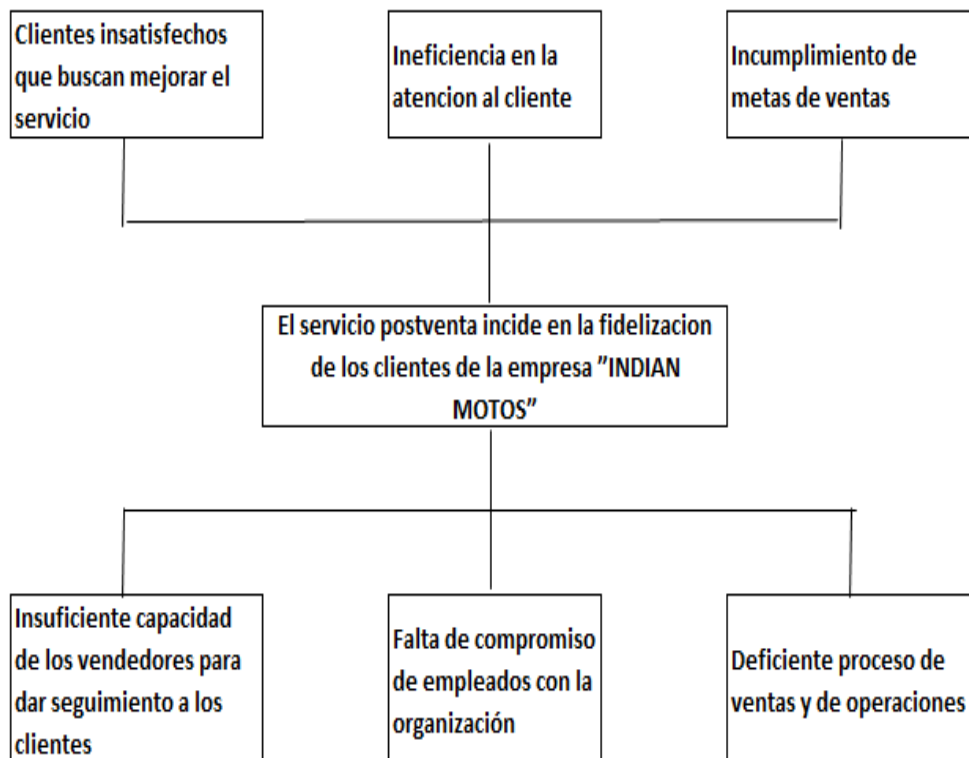 Clientes insatisfechos
que buscan mejorar el
servicio
Ineficiencia en la
atencion al cliente
Incumplimiento de
metas de ventas
El servicio postventa incide en la fidelizacion
de los clientes de la empresa "INDIAN
MOTOS"
Insuficiente capacidad
de los vendedores para
dar seguimiento a los
clientes
Falta de compromiso
de empleados con la
organización
Deficiente proceso de
ventas y de operaciones